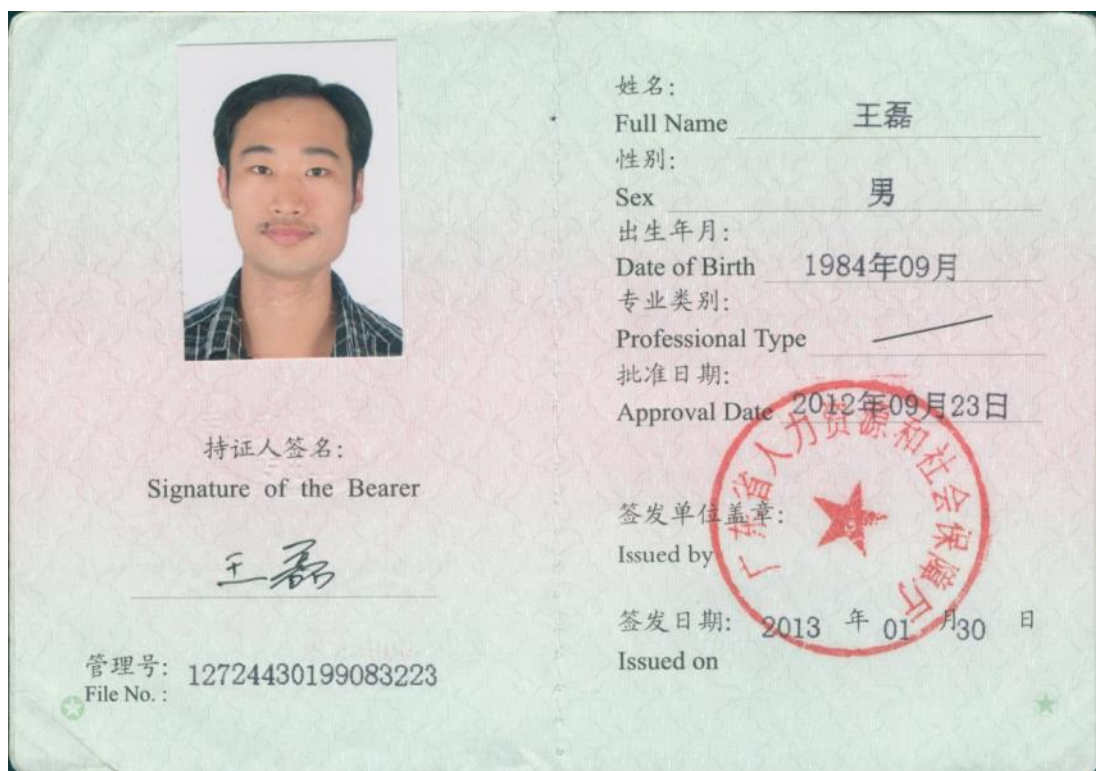 持证人签名:
Signature of the Bearer
王磊
管理号: 12724430199083223
File No. :
姓名:
Full Name 王磊
性别:
Sex 男
出生年月:
Date of Birth 1984年09月
专业类别:
Professional Type
批准日期:
Approval Date 2012年09月23日
签发单位盖章:
Issued by
广东省人力资源和社会保障厅
签发日期: 2013 年 01 月30 日
Issued on